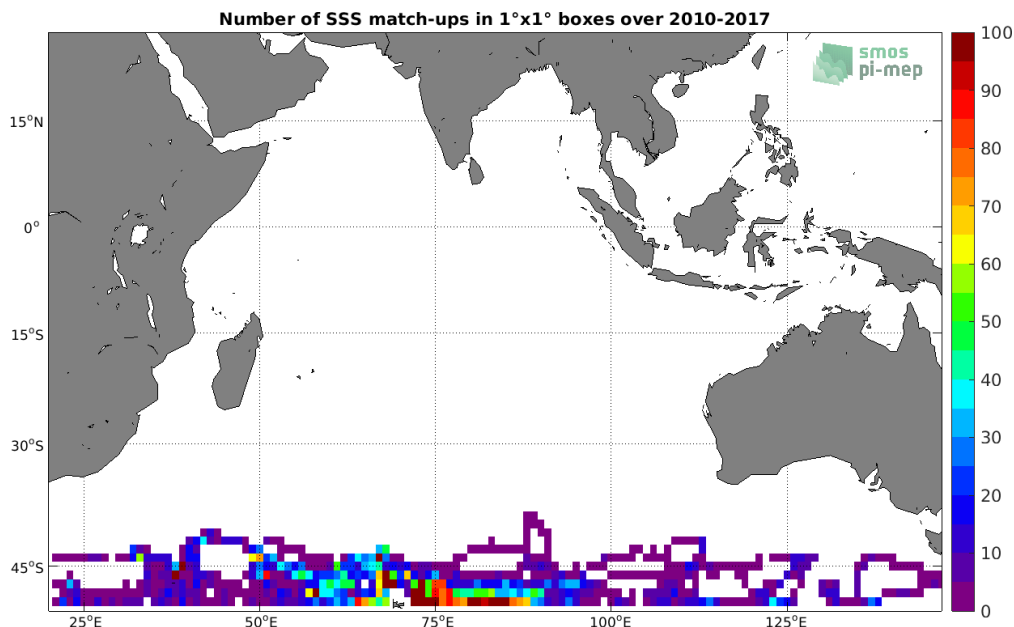 Number of SSS match-ups in 1°x1° boxes over 2010-2017
smos
pi-mep
15°N
0°
15°S
30°S
45°S
25°E
50°E
75°E
100°E
125°E
100
90
80
70
60
50
40
30
20
10
0